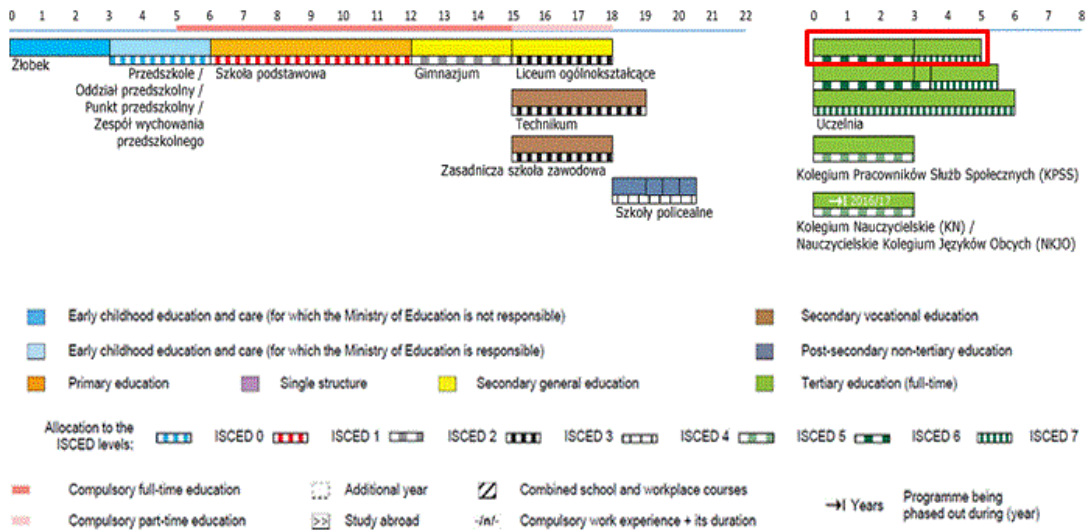 0 1 2 3 4 5 6 7 8 9 10 11 12 13 14 15 16 17 18 19 20 21 22
0 1 2 3 4 5 6 7 8
Żłobek
Przedszkole /
Oddział przedszkolny /
Punkt przedszkolny /
Zespół wychowania
przedszkolnego
Szkoła podstawowa
Gimnazjum
Liceum ogólnokształcące
Technikum
Zasadnicza szkoła zawodowa
Szkoły policealne
Uczelnia
Kolegium Pracowników Służb Społecznych (KPSS)
2016/17
Kolegium Nauczycielskie (KN) /
Nauczycielskie Kolegium Języków Obcych (NKJO)
Early childhood education and care (for which the Ministry of Education is not responsible)
Secondary vocational education
Early childhood education and care (for which the Ministry of Education is responsible)
Post-secondary non-tertiary education
Primary education
Single structure
Secondary general education
Tertiary education (full-time)
Allocation to the
ISCED levels:
ISCED 0
ISCED 1
ISCED 2
ISCED 3
ISCED 4
ISCED 5
ISCED 6
ISCED 7
Compulsory full-time education
Additional year
Combined school and workplace courses
Compulsory part-time education
>> Study abroad
-/n/- Compulsory work experience + its duration
Years
Programme being
phased out during (year)